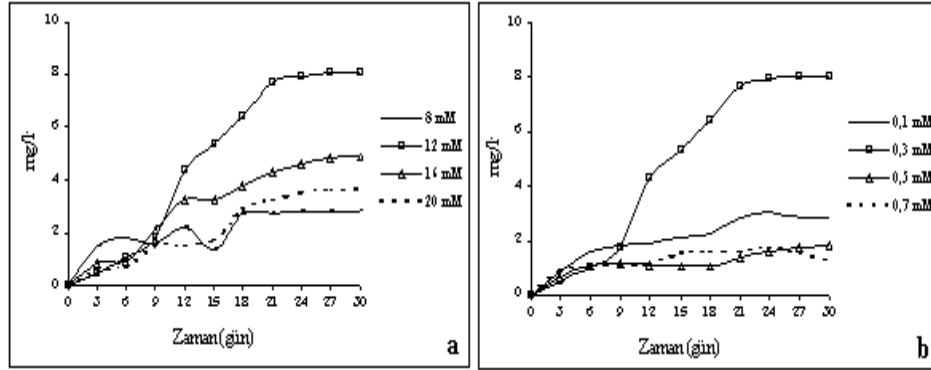 10
8
6
4
2
0
mg/l
0 3 6 9 12 15 18 21 24 27 30
Zaman(gün)
8 mM
12 mM
16 mM
20 mM
a
10
8
6
4
2
0
mg/l
0 3 6 9 12 15 18 21 24 27 30
Zaman(gün)
0,1 mM
0,3 mM
0,5 mM
0,7 mM
b